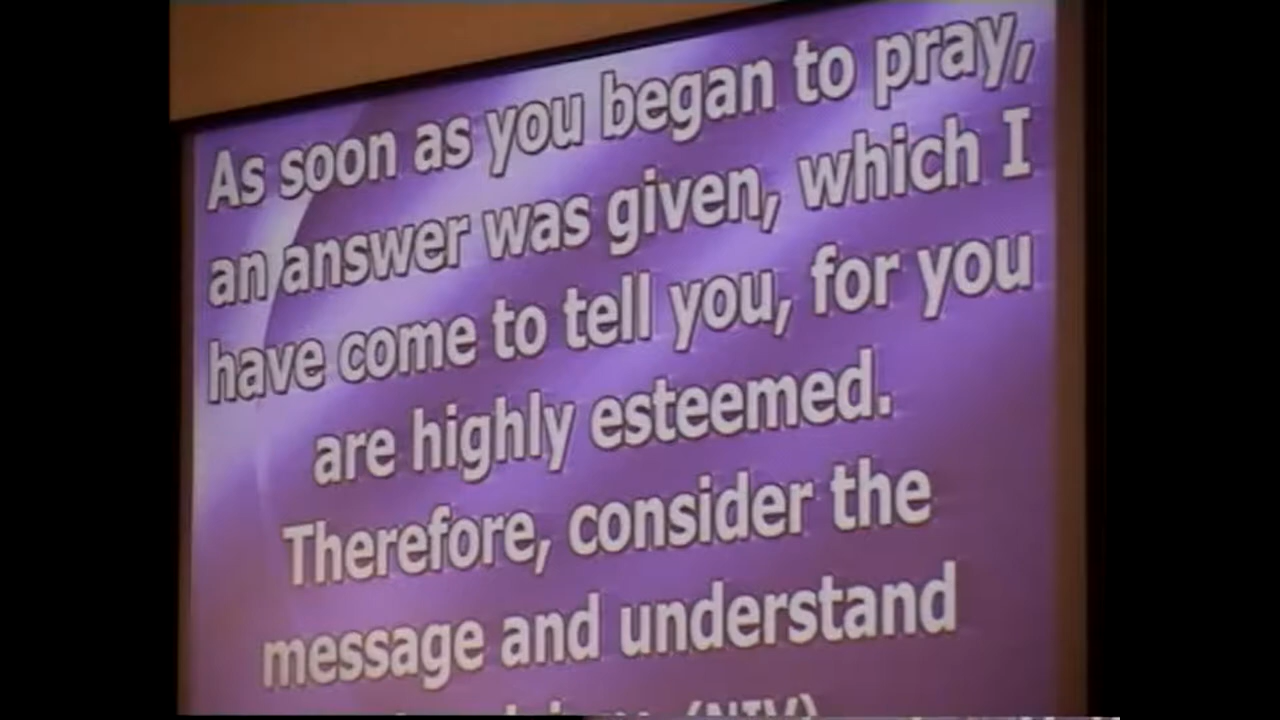 As soon as you began to pray,
an answer was given, which I
have come to tell you, for you
are highly esteemed.
Therefore, consider the
message and understand
(NIV)